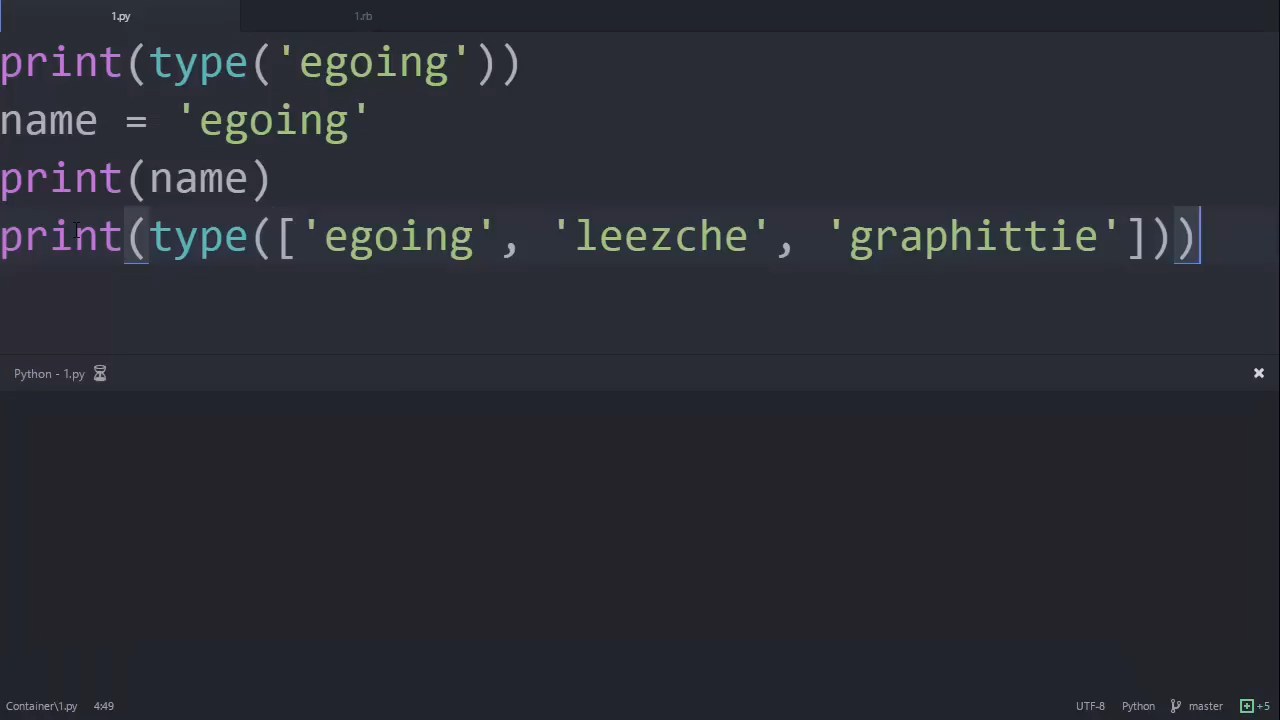 1.py 1.rb
print(type('egoing'))
name = 'egoing'
print(name)
print(type(['egoing', 'leezche', 'graphittie']))
Python - 1.py
Container\1.py 4:49 UTF-8 Python master +5